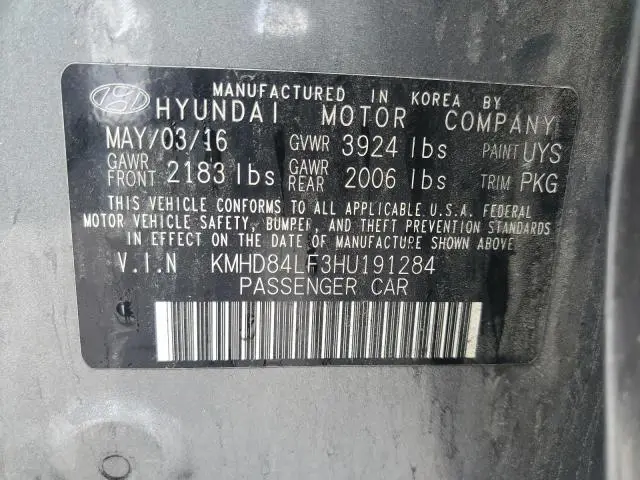 MANUFACTURED IN KOREA BY
HYUNDAI MOTOR COMPANY
MAY/03/16 GVWR 3924 lbs PAINT UYS
GAWR FRONT 2183 lbs GAWR REAR 2006 lbs TRIM PKG
THIS VEHICLE CONFORMS TO ALL APPLICABLE U.S.A. FEDERAL
MOTOR VEHICLE SAFETY, BUMPER, AND THEFT PREVENTION STANDARDS
IN EFFECT ON THE DATE OF MANUFACTURE SHOWN ABOVE.
V.I.N KMHD84LF3HU191284
PASSENGER CAR